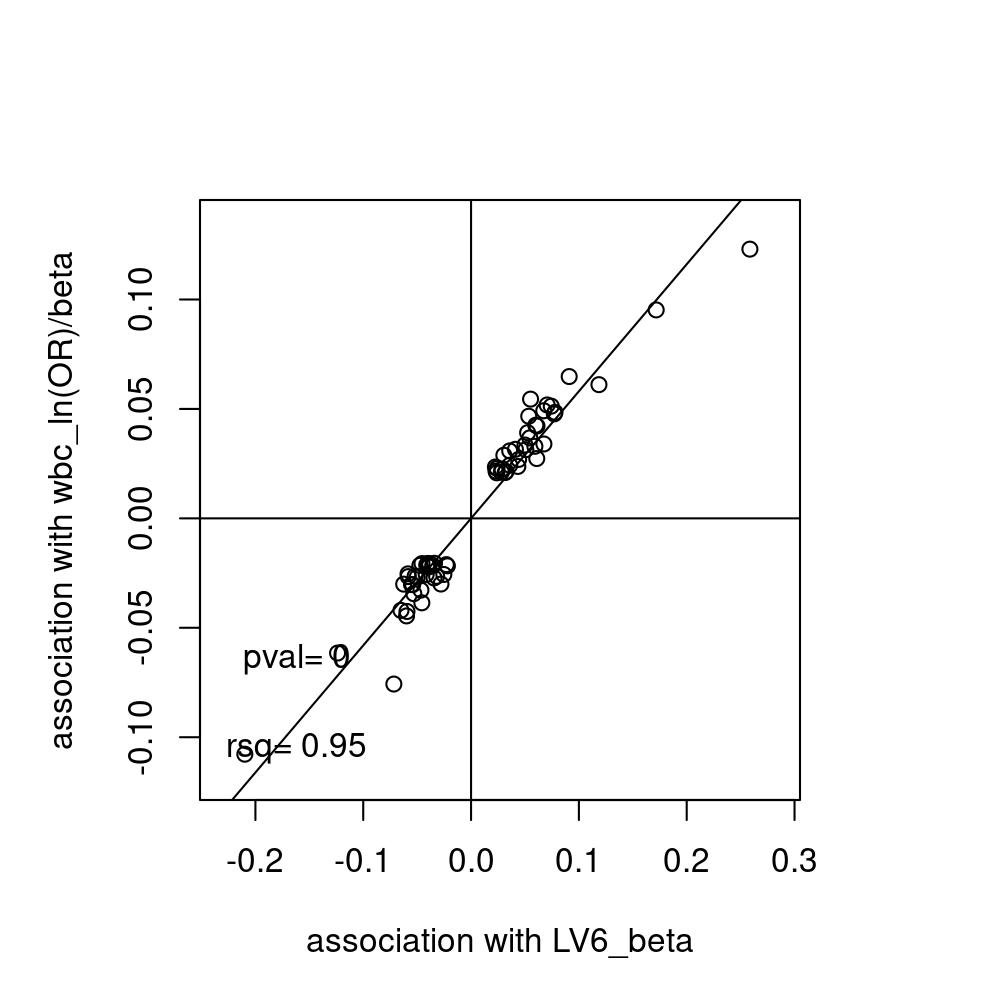 association with wbc_ln(OR)/beta
0.10
0.05
0.00
-0.05
-0.10
pval= 0
rsq= 0.95
-0.2 -0.1 0.0 0.1 0.2 0.3
association with LV6_beta